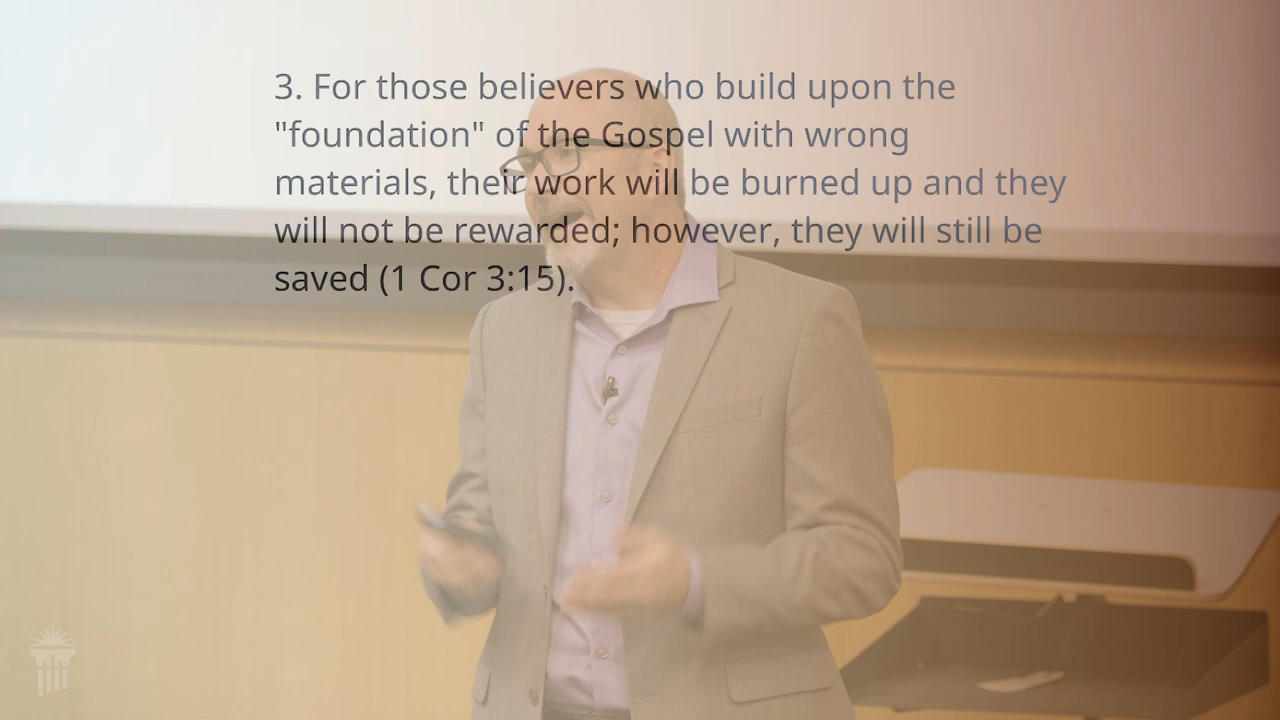 3. For those believers who build upon the
"foundation" of the Gospel with wrong
materials, their work will be burned up and they
will not be rewarded; however, they will still be
saved (1 Cor 3:15).